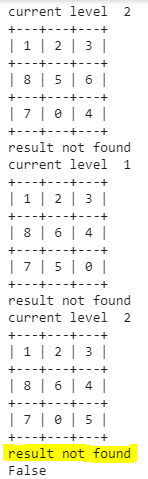 current level  2
+---+---+---+
| 1 | 2 | 3 |
+---+---+---+
| 8 | 5 | 6 |
+---+---+---+
| 7 | 0 | 4 |
+---+---+---+
result not found
current level  1
+---+---+---+
| 1 | 2 | 3 |
+---+---+---+
| 8 | 6 | 4 |
+---+---+---+
| 7 | 5 | 0 |
+---+---+---+
result not found
current level  2
+---+---+---+
| 1 | 2 | 3 |
+---+---+---+
| 8 | 6 | 4 |
+---+---+---+
| 7 | 0 | 5 |
+---+---+---+
result not found
False